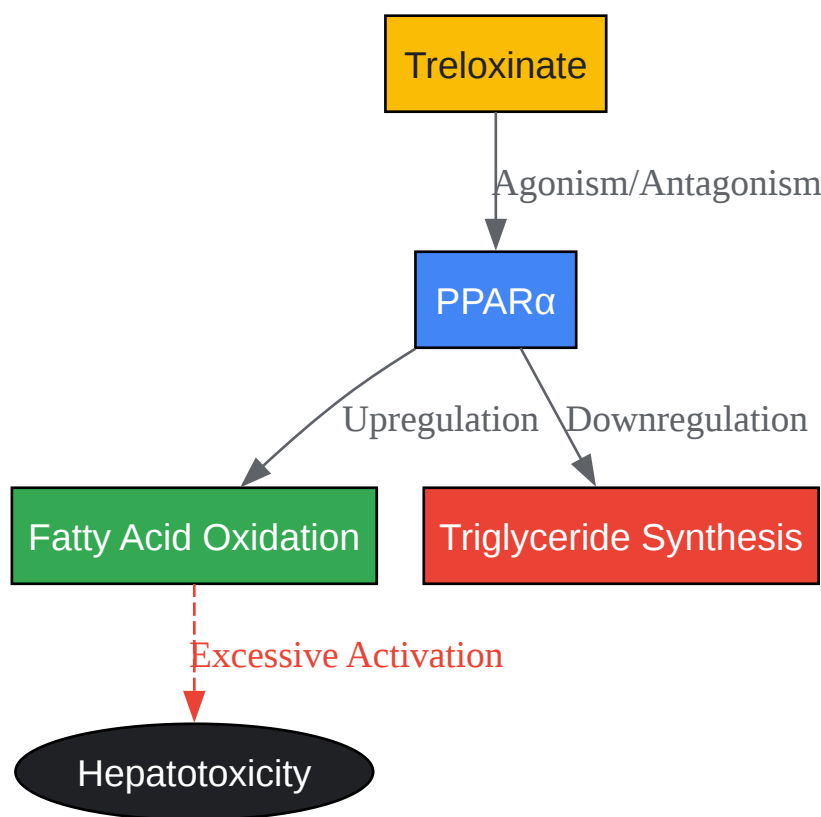 Treloxinate
Agonism/Antagonism
PPARα
Upregulation
Downregulation
Fatty Acid Oxidation
Triglyceride Synthesis
Excessive Activation
Hepatotoxicity